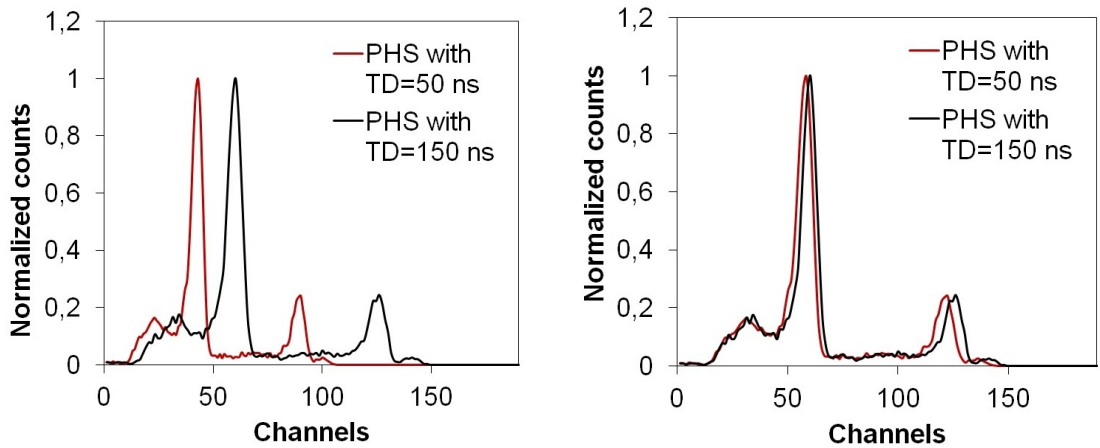 1,2
1
0,8
0,6
0,4
0,2
0
0 50 100 150
Normalized counts
Channels
PHS with
TD=50 ns
PHS with
TD=150 ns
1,2
1
0,8
0,6
0,4
0,2
0
0 50 100 150
Normalized counts
Channels
PHS with
TD=50 ns
PHS with
TD=150 ns